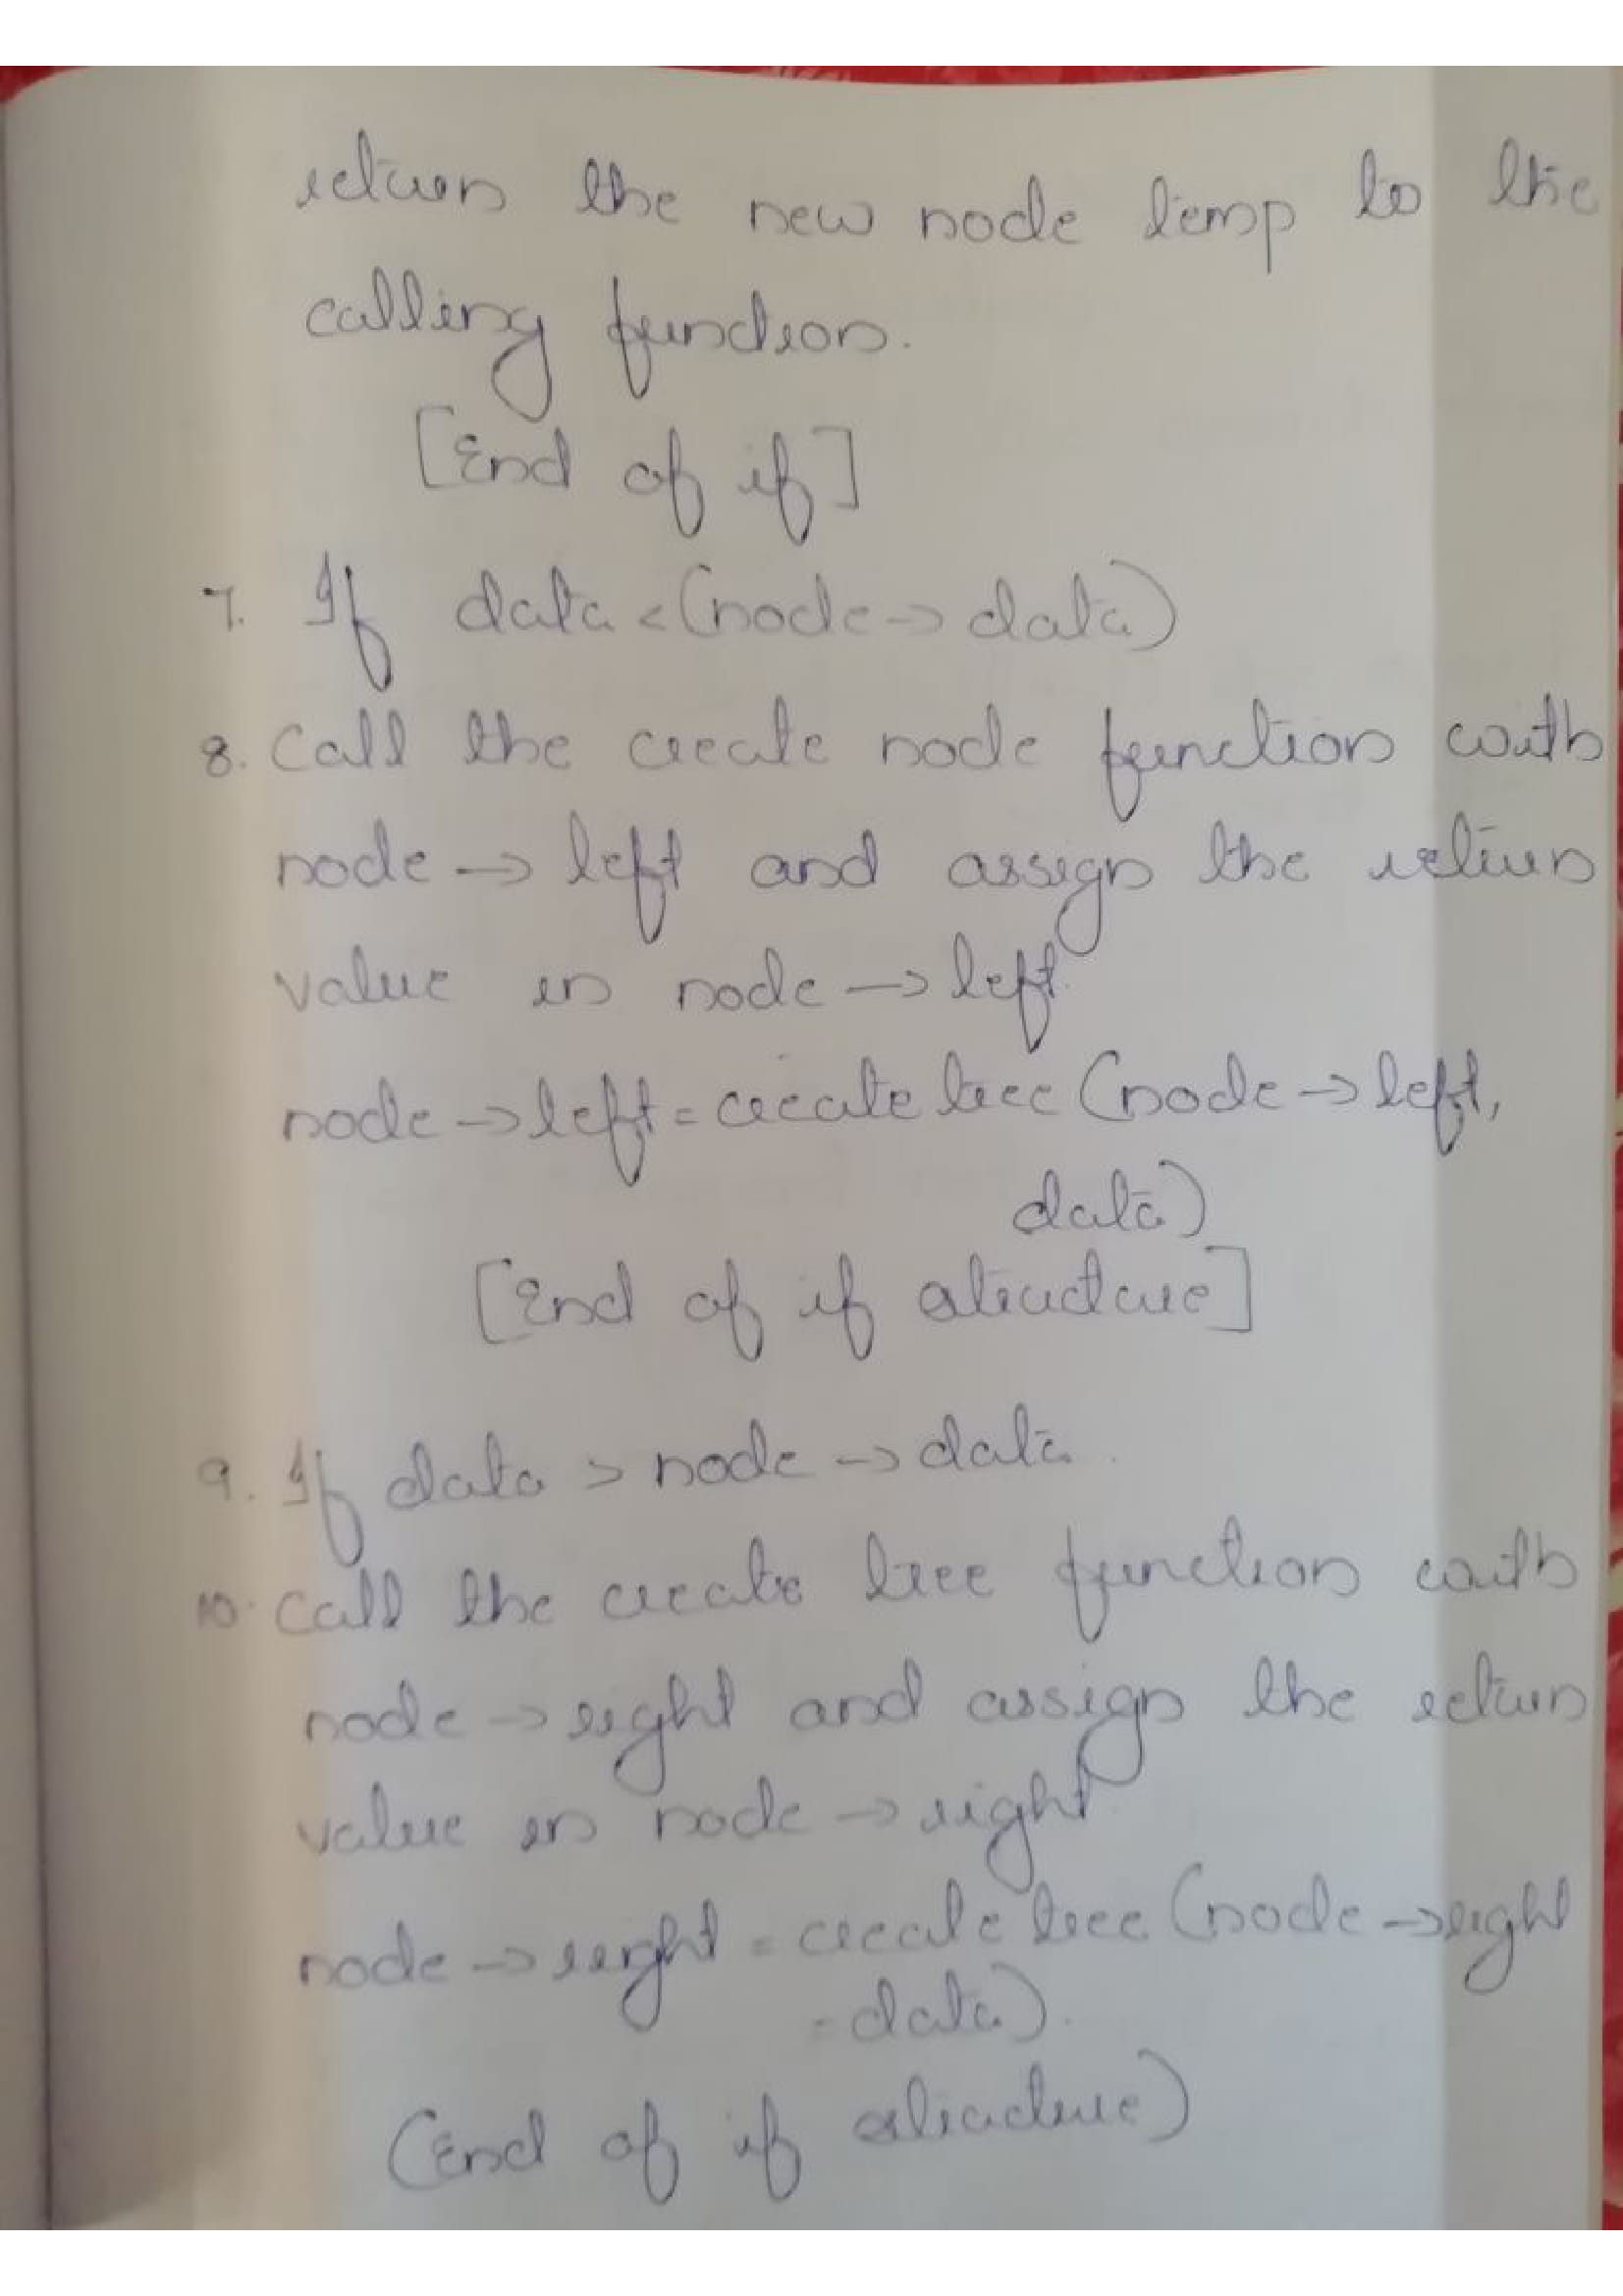 return the new node temp to the
calling function.
[End of if]
7. If data < (node → data)
8. Call the create node function with
node → left and assign the return
value in node → left.
node → left = create tree (node → left,
data)
[End of if structure]
9. If data > node → data.
10. Call the create tree function with
node → right and assign the return
value in node → right
node → right = create tree (node → right
= data).
(End of if structure)